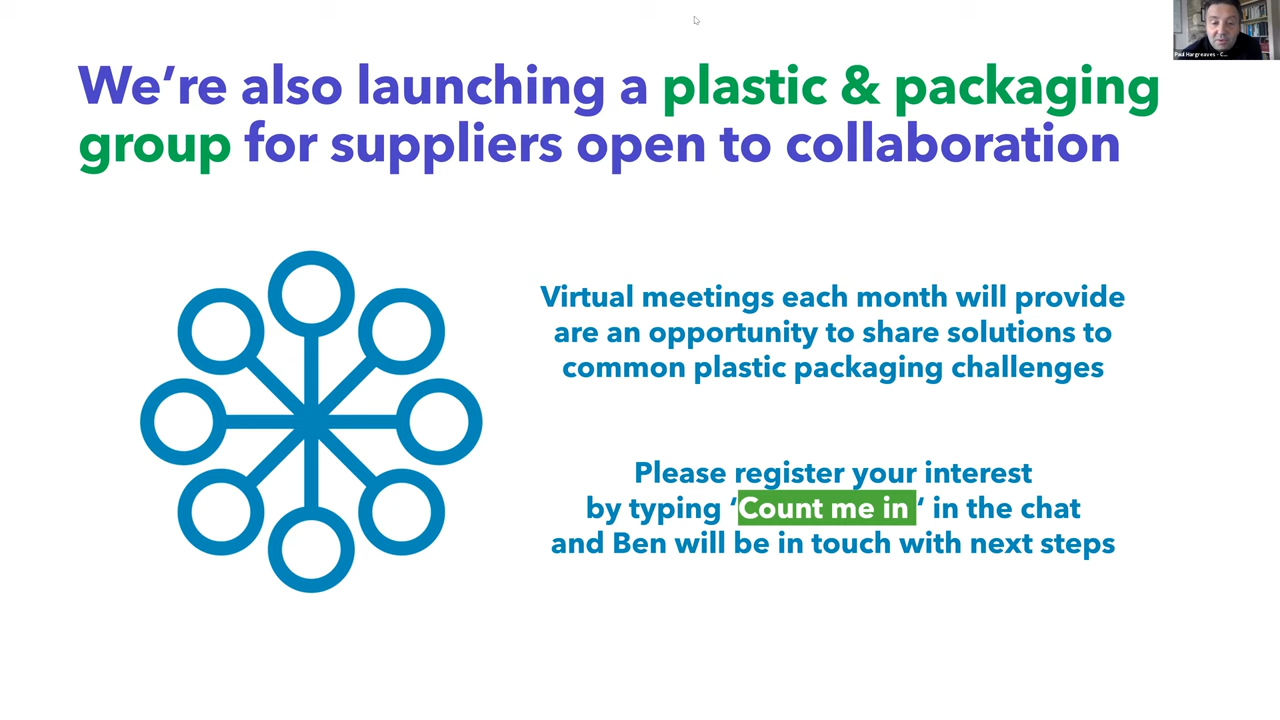 Paul Hargreaves - C...
We're also launching a plastic & packaging
group for suppliers open to collaboration
Virtual meetings each month will provide
are an opportunity to share solutions to
common plastic packaging challenges
Please register your interest
by typing ‘Count me in ‘ in the chat
and Ben will be in touch with next steps